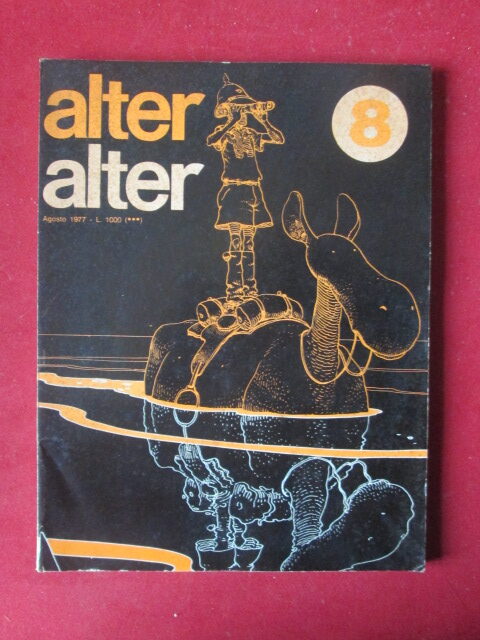 alter
alter
8
Agosto 1977 - L. 1000 (***)